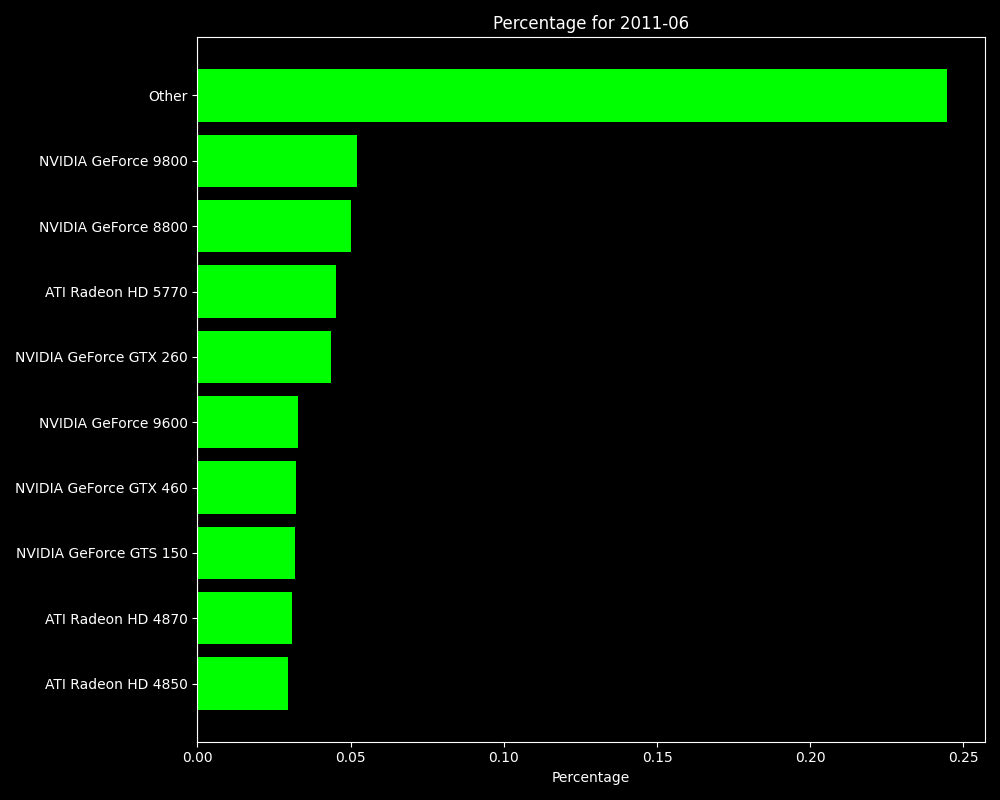 Percentage for 2011-06
Other
NVIDIA GeForce 9800
NVIDIA GeForce 8800
ATI Radeon HD 5770
NVIDIA GeForce GTX 260
NVIDIA GeForce 9600
NVIDIA GeForce GTX 460
NVIDIA GeForce GTS 150
ATI Radeon HD 4870
ATI Radeon HD 4850
0.00 0.05 0.10 0.15 0.20 0.25
Percentage